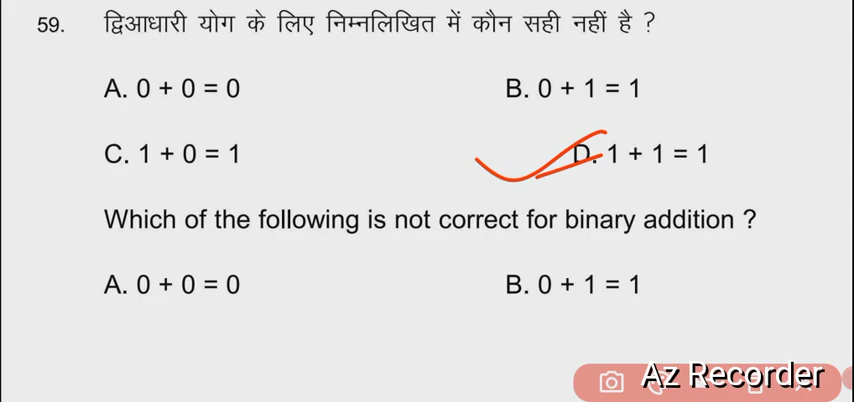 59. द्विआधारी योग के लिए निम्नलिखित में कौन सही नहीं है ?
A. 0 + 0 = 0 B. 0 + 1 = 1
C. 1 + 0 = 1 D. 1 + 1 = 1
Which of the following is not correct for binary addition ?
A. 0 + 0 = 0 B. 0 + 1 = 1
Az Recorder